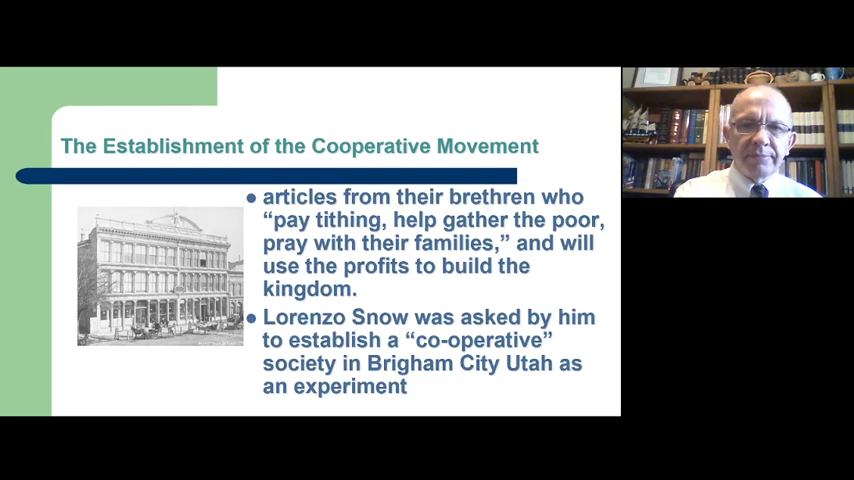 The Establishment of the Cooperative Movement
articles from their brethren who
“pay tithing, help gather the poor,
pray with their families,” and will
use the profits to build the
kingdom.
Lorenzo Snow was asked by him
to establish a “co-operative”
society in Brigham City Utah as
an experiment